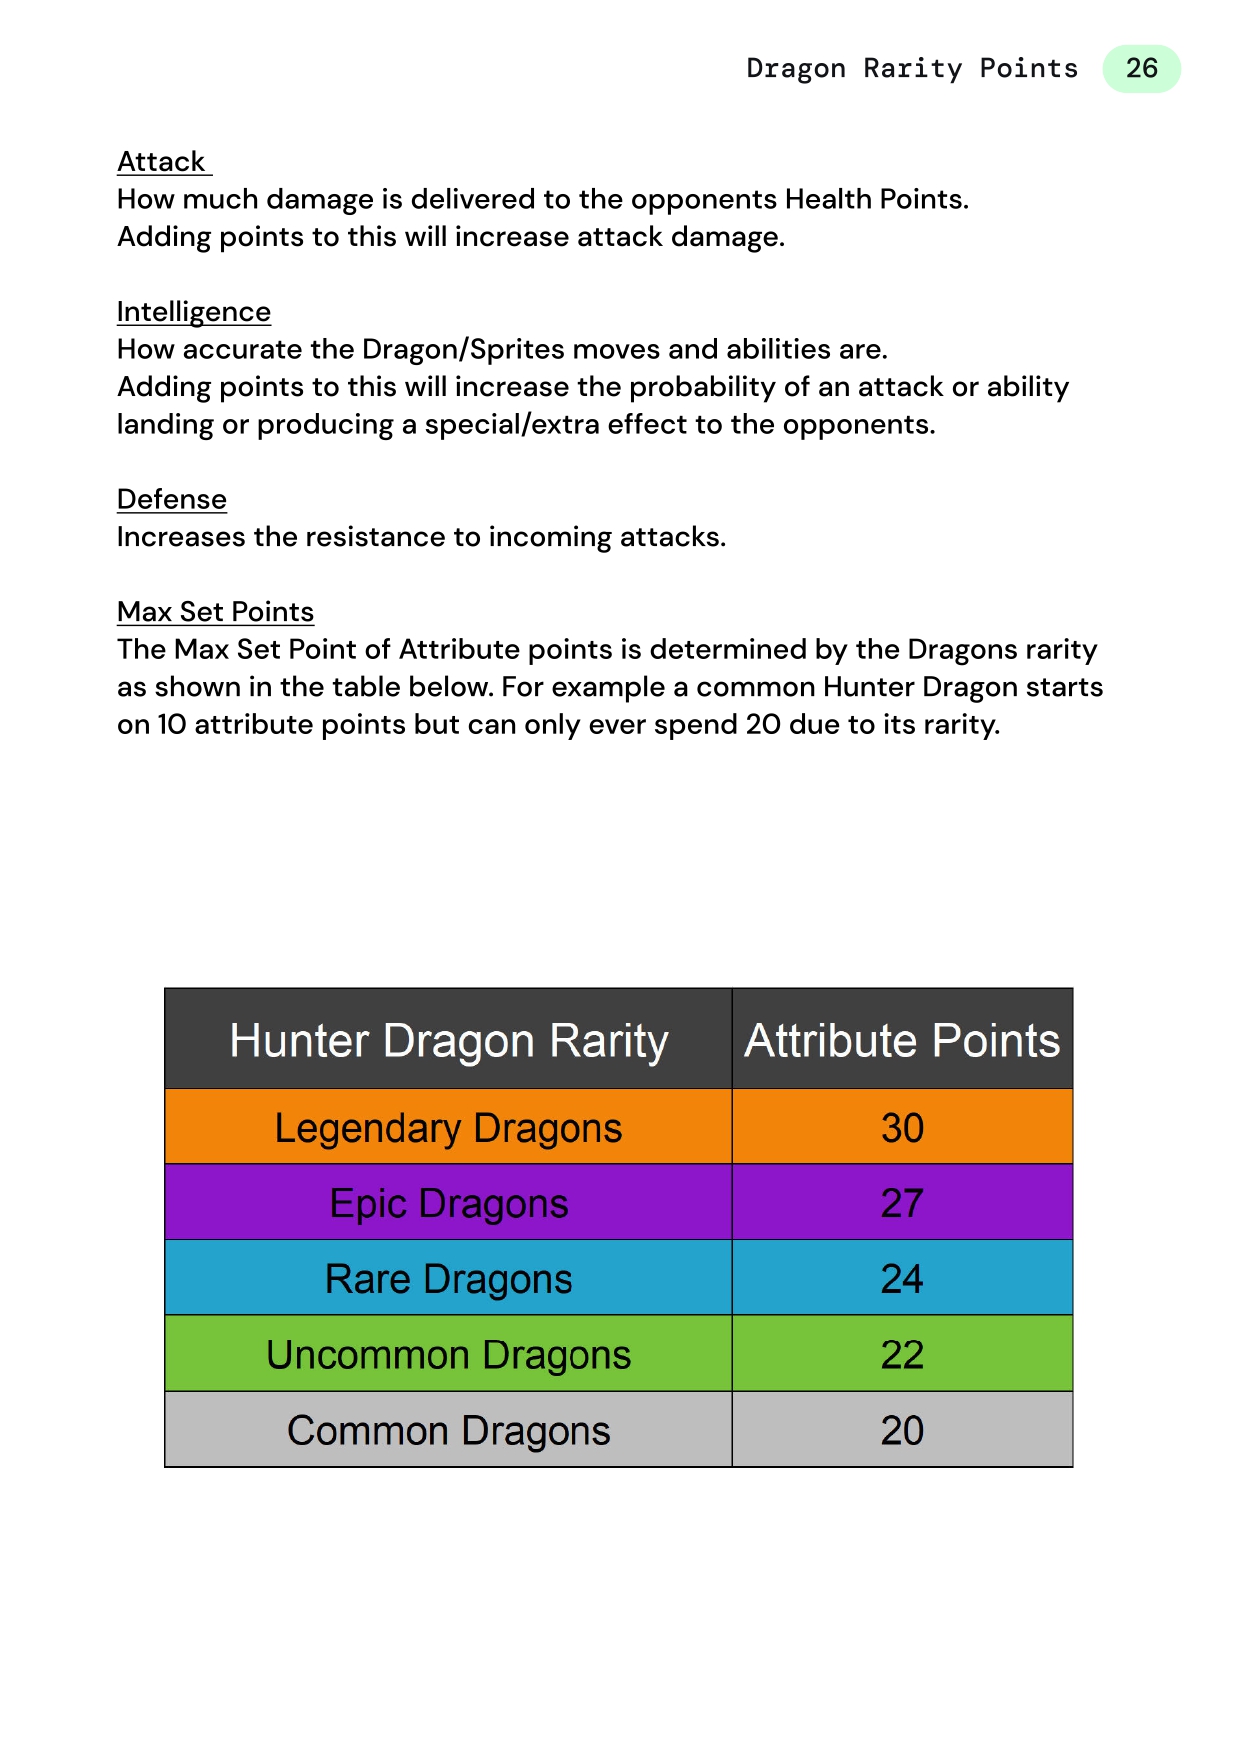 Dragon Rarity Points 26
Attack
How much damage is delivered to the opponents Health Points.
Adding points to this will increase attack damage.
Intelligence
How accurate the Dragon/Sprites moves and abilities are.
Adding points to this will increase the probability of an attack or ability
landing or producing a special/extra effect to the opponents.
Defense
Increases the resistance to incoming attacks.
Max Set Points
The Max Set Point of Attribute points is determined by the Dragons rarity
as shown in the table below. For example a common Hunter Dragon starts
on 10 attribute points but can only ever spend 20 due to its rarity.
Hunter Dragon Rarity Attribute Points
Legendary Dragons 30
Epic Dragons 27
Rare Dragons 24
Uncommon Dragons 22
Common Dragons 20